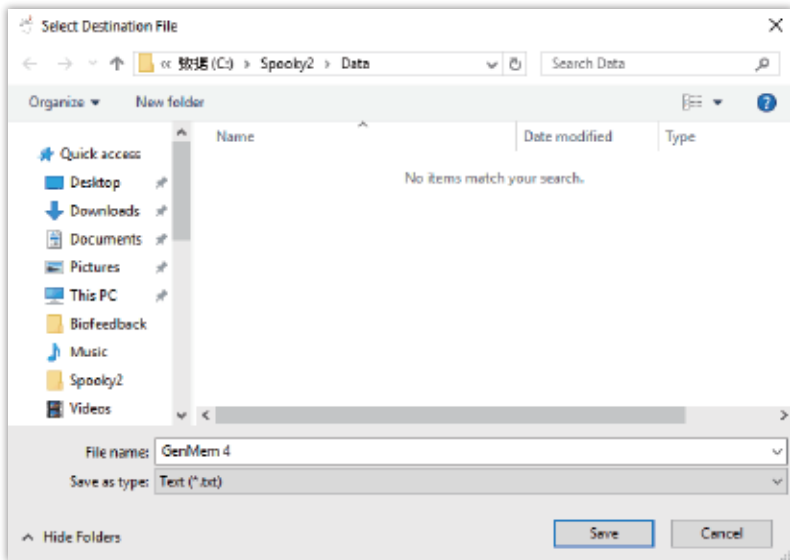 Select Destination File
« 数据 (C:) › Spooky2 › Data
Search Data
Organize
New folder
Name
Date modified
Type
No items match your search.
Quick access
Desktop
Downloads
Documents
Pictures
This PC
Biofeedback
Music
Spooky2
Videos
File name: GenMem 4
Save as type: Text (*.txt)
Hide Folders
Save
Cancel